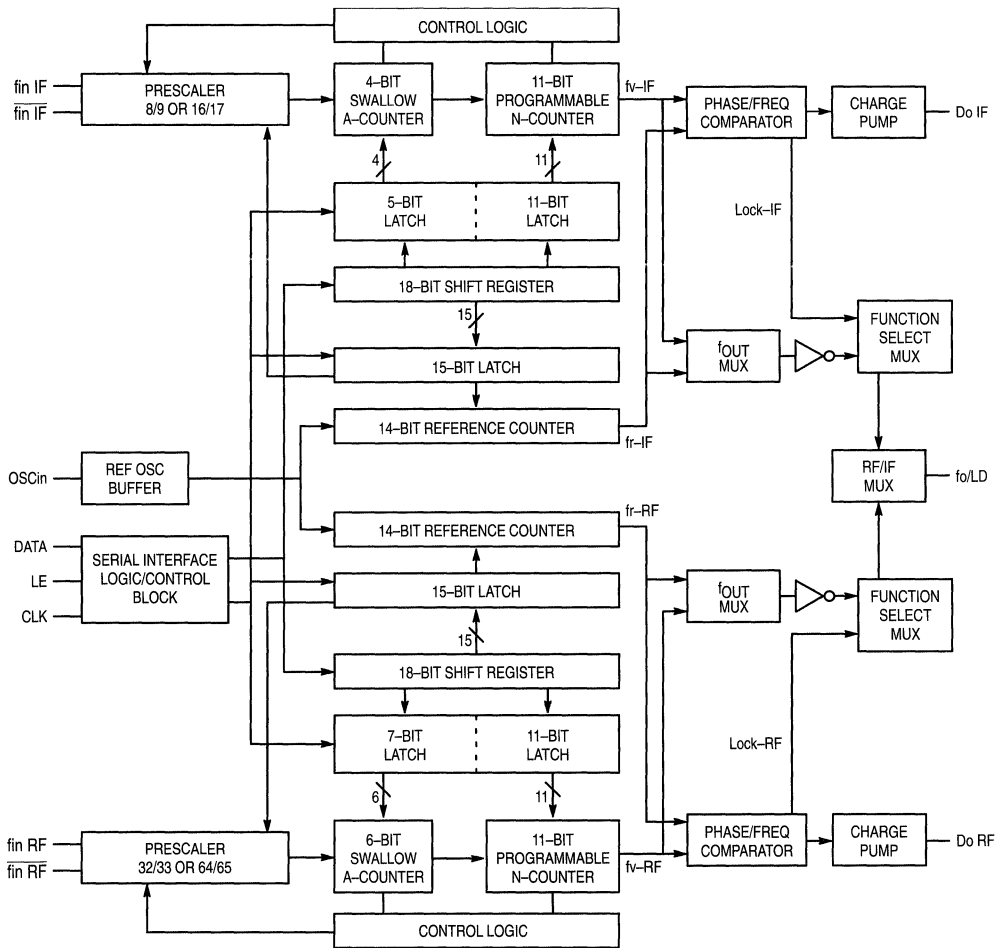 CONTROL LOGIC
fin IF
fin IF
PRESCALER
8/9 OR 16/17
4–BIT
SWALLOW
A–COUNTER
11–BIT
PROGRAMMABLE
N–COUNTER
fv–IF
PHASE/FREQ
COMPARATOR
CHARGE
PUMP
Do IF
4
11
5–BIT
LATCH
11–BIT
LATCH
Lock–IF
18–BIT SHIFT REGISTER
15
15–BIT LATCH
fOUT
MUX
FUNCTION
SELECT
MUX
14–BIT REFERENCE COUNTER
fr–IF
OSCin
REF OSC
BUFFER
RF/IF
MUX
fo/LD
fr–RF
14–BIT REFERENCE COUNTER
DATA
LE
CLK
SERIAL INTERFACE
LOGIC/CONTROL
BLOCK
15–BIT LATCH
fOUT
MUX
FUNCTION
SELECT
MUX
15
18–BIT SHIFT REGISTER
7–BIT
LATCH
11–BIT
LATCH
Lock–RF
6
11
fin RF
fin RF
PRESCALER
32/33 OR 64/65
6–BIT
SWALLOW
A–COUNTER
11–BIT
PROGRAMMABLE
N–COUNTER
fv–RF
PHASE/FREQ
COMPARATOR
CHARGE
PUMP
Do RF
CONTROL LOGIC